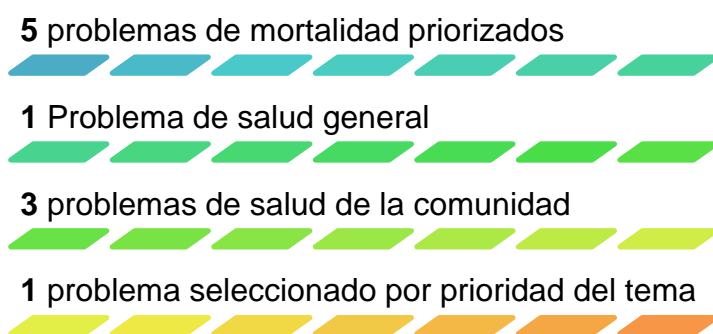 5 problemas de mortalidad priorizados
1 Problema de salud general
3 problemas de salud de la comunidad
1 problema seleccionado por prioridad del tema